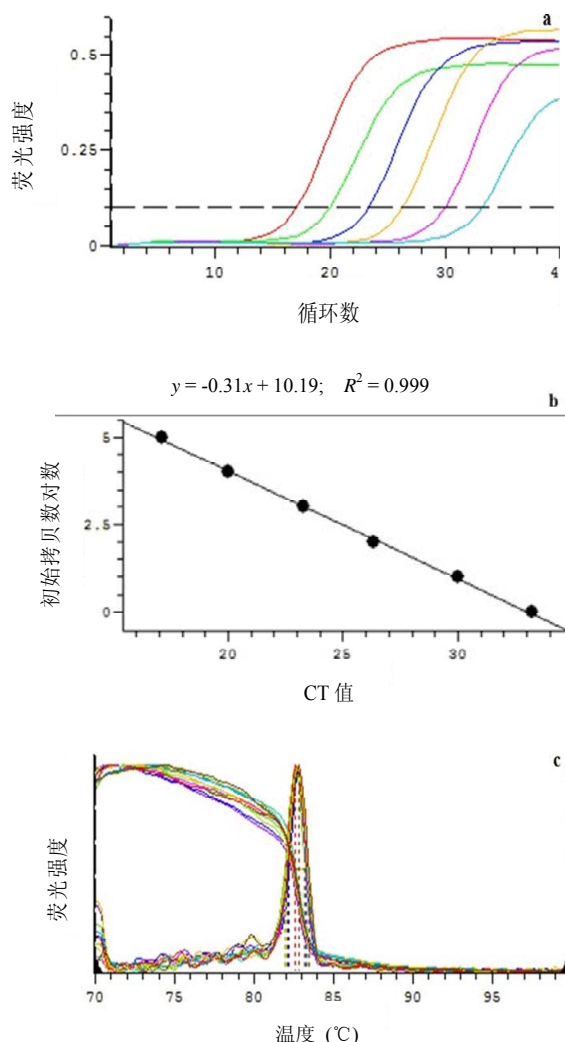 a
0.5
0.25
0
荧光强度
10 20 30 4
循环数
y = -0.31x + 10.19; R² = 0.999
b
5
2.5
0
初始拷贝数对数
20 25 30
CT 值
c
荧光强度
70 75 80 85 90 95
温度 (℃)